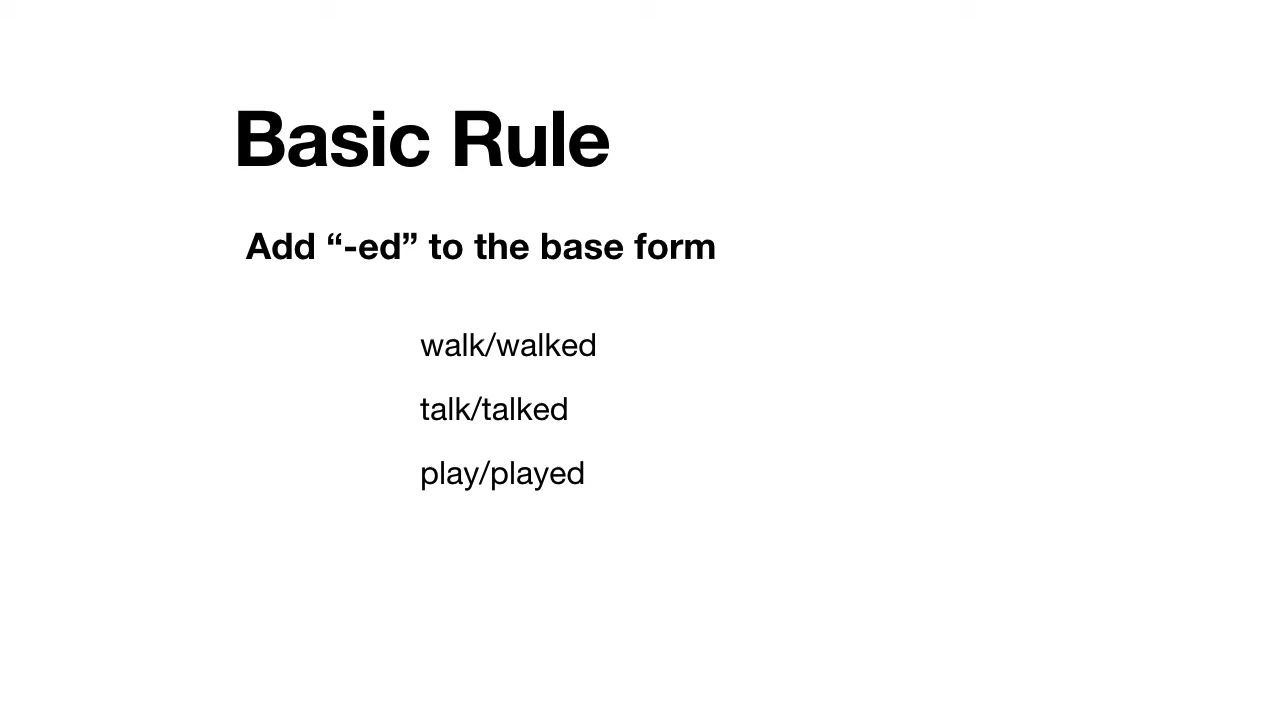 Basic Rule
Add “-ed” to the base form
walk/walked
talk/talked
play/played